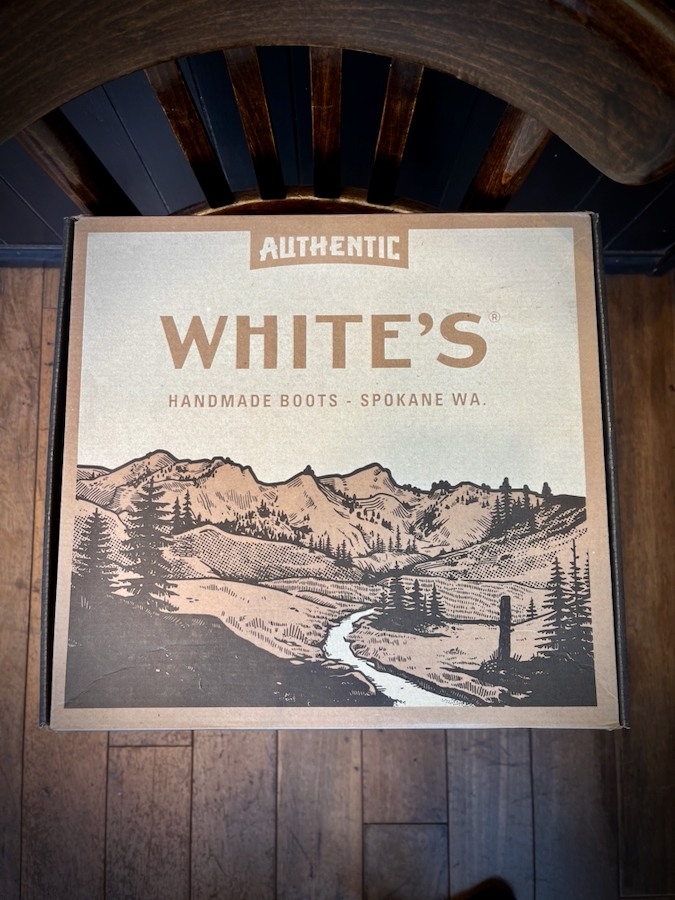 AUTHENTIC
WHITE'S®
HANDMADE BOOTS - SPOKANE WA.